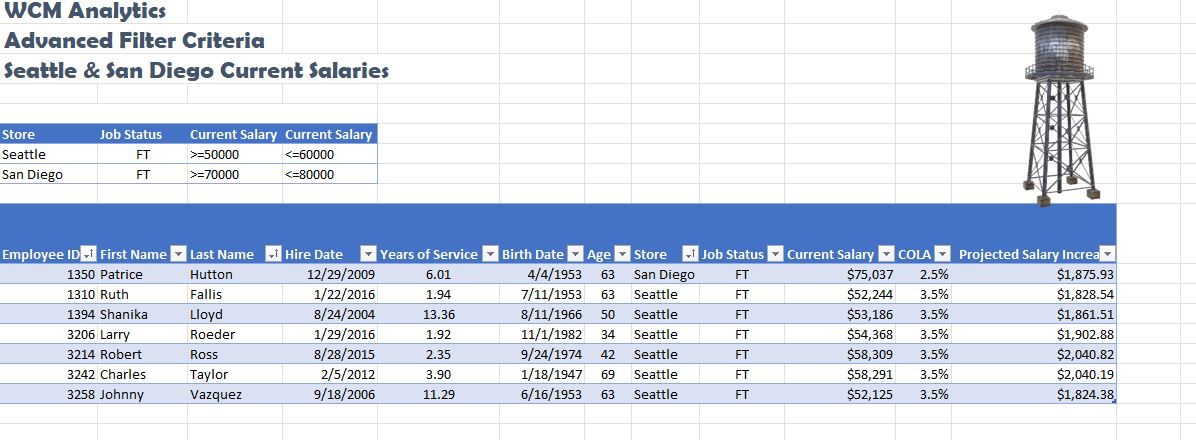 WCM Analytics
Advanced Filter Criteria
Seattle & San Diego Current Salaries
Store Job Status Current Salary Current Salary
Seattle FT >=50000 <=60000
San Diego FT >=70000 <=80000
Employee ID First Name Last Name Hire Date Years of Service Birth Date Age Store Job Status Current Salary COLA Projected Salary Increa
1350 Patrice Hutton 12/29/2009 6.01 4/4/1953 63 San Diego FT $75,037 2.5% $1,875.93
1310 Ruth Fallis 1/22/2016 1.94 7/11/1953 63 Seattle FT $52,244 3.5% $1,828.54
1394 Shanika Lloyd 8/24/2004 13.36 8/11/1966 50 Seattle FT $53,186 3.5% $1,861.51
3206 Larry Roeder 1/29/2016 1.92 11/1/1982 34 Seattle FT $54,368 3.5% $1,902.88
3214 Robert Ross 8/28/2015 2.35 9/24/1974 42 Seattle FT $58,309 3.5% $2,040.82
3242 Charles Taylor 2/5/2012 3.90 1/18/1947 69 Seattle FT $58,291 3.5% $2,040.19
3258 Johnny Vazquez 9/18/2006 11.29 6/16/1953 63 Seattle FT $52,125 3.5% $1,824.38